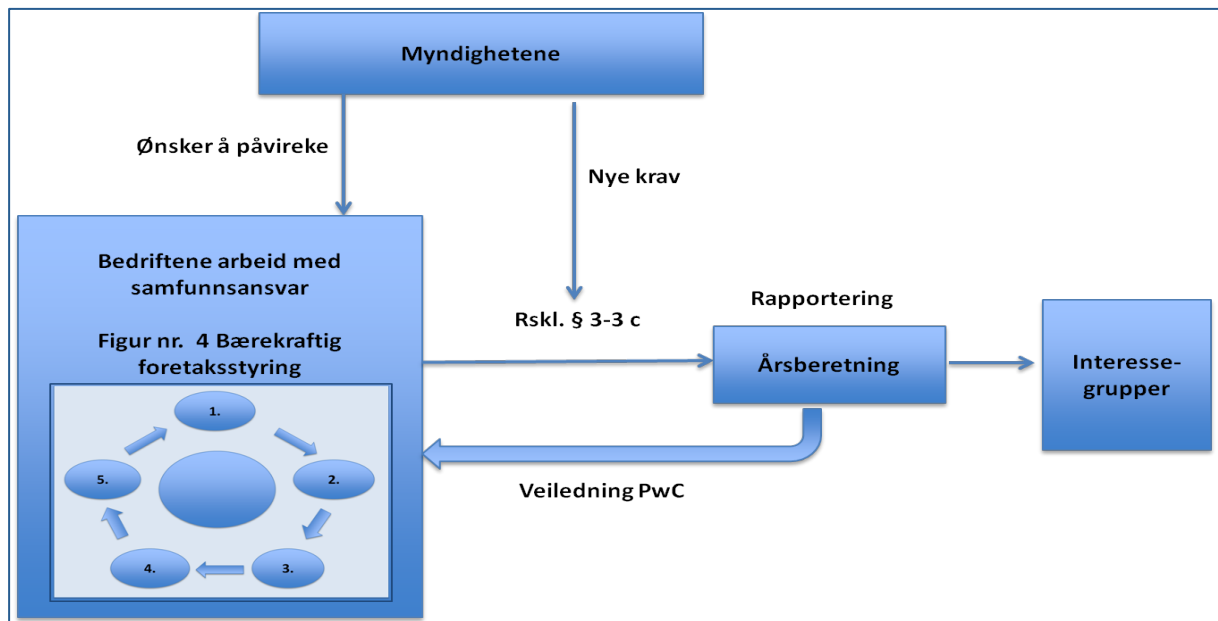 Myndighetene
Ønsker å påvireke
Nye krav
Bedriftene arbeid med
samfunnsansvar
Figur nr. 4 Bærekraftig
foretaksstyring
1.
2.
3.
4.
5.
Rskl. § 3-3 c
Rapportering
Årsberetning
Interesse-
grupper
Veiledning PwC